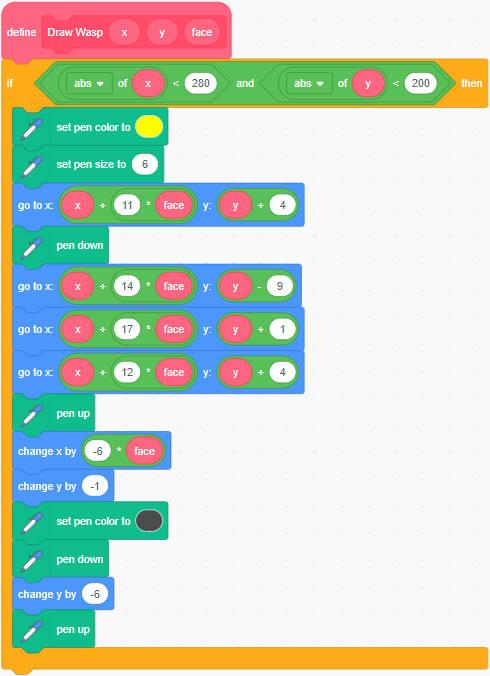 define Draw Wasp x y face
if abs of x < 280 and abs of y < 200 then
set pen color to
set pen size to 6
go to x: x + 11 * face y: y + 4
pen down
go to x: x + 14 * face y: y - 9
go to x: x + 17 * face y: y + 1
go to x: x + 12 * face y: y + 4
pen up
change x by -6 * face
change y by -1
set pen color to
pen down
change y by -6
pen up